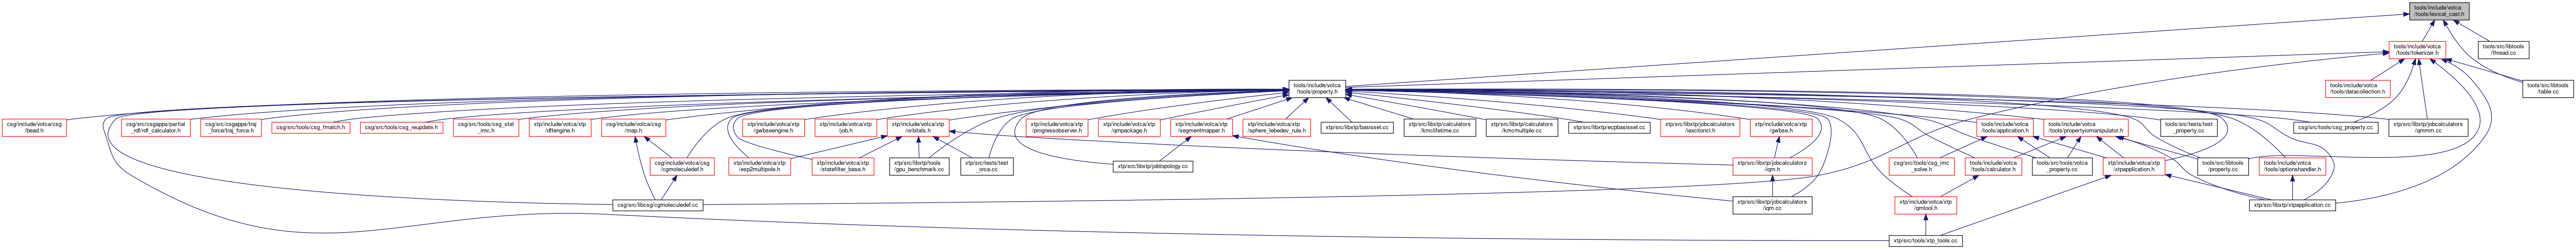 tools/include/votca
/tools/lexical_cast.h
tools/include/votca
/tools/tokenizer.h
tools/src/libtools
/thread.cc
tools/include/votca
/tools/property.h
tools/include/votca
/tools/datacollection.h
tools/src/libtools
/table.cc
csg/include/votca/csg
/bead.h
csg/src/csgapps/partial
_rdf/rdf_calculator.h
csg/src/csgapps/traj
_force/traj_force.h
csg/src/tools/csg_fmatch.h
csg/src/tools/csg_reupdate.h
csg/src/tools/csg_stat
_imc.h
xtp/include/votca/xtp
/dftengine.h
csg/include/votca/csg
/map.h
xtp/include/votca/xtp
/gwbseengine.h
xtp/include/votca/xtp
/job.h
xtp/include/votca/xtp
/orbitals.h
xtp/include/votca/xtp
/progressobserver.h
xtp/include/votca/xtp
/qmpackage.h
xtp/include/votca/xtp
/segmentmapper.h
xtp/include/votca/xtp
/sphere_lebedev_rule.h
xtp/src/libxtp/basisset.cc
xtp/src/libxtp/calculators
/kmclifetime.cc
xtp/src/libxtp/calculators
/kmcmultiple.cc
xtp/src/libxtp/ecpbasisset.cc
xtp/src/libxtp/jobcalculators
/iexcitoncl.h
xtp/include/votca/xtp
/gwbse.h
tools/include/votca
/tools/application.h
tools/include/votca
/tools/propertyiomanipulator.h
tools/src/tests/test
_property.cc
csg/src/tools/csg_property.cc
xtp/src/libxtp/jobcalculators
/qmmm.cc
csg/include/votca/csg
/cgmoleculedef.h
xtp/include/votca/xtp
/esp2multipole.h
xtp/include/votca/xtp
/statefilter_base.h
xtp/src/libxtp/tools
/gpu_benchmark.cc
xtp/src/tests/test
_orca.cc
xtp/src/libxtp/jobtopology.cc
xtp/src/libxtp/jobcalculators
/iqm.h
csg/src/tools/csg_imc
_solve.h
tools/include/votca
/tools/calculator.h
tools/src/tools/votca
_property.cc
xtp/include/votca/xtp
/xtpapplication.h
tools/src/libtools
/property.cc
tools/include/votca
/tools/optionshandler.h
csg/src/libcsg/cgmoleculedef.cc
xtp/src/libxtp/jobcalculators
/iqm.cc
xtp/include/votca/xtp
/qmtool.h
xtp/src/libxtp/xtpapplication.cc
xtp/src/tools/xtp_tools.cc